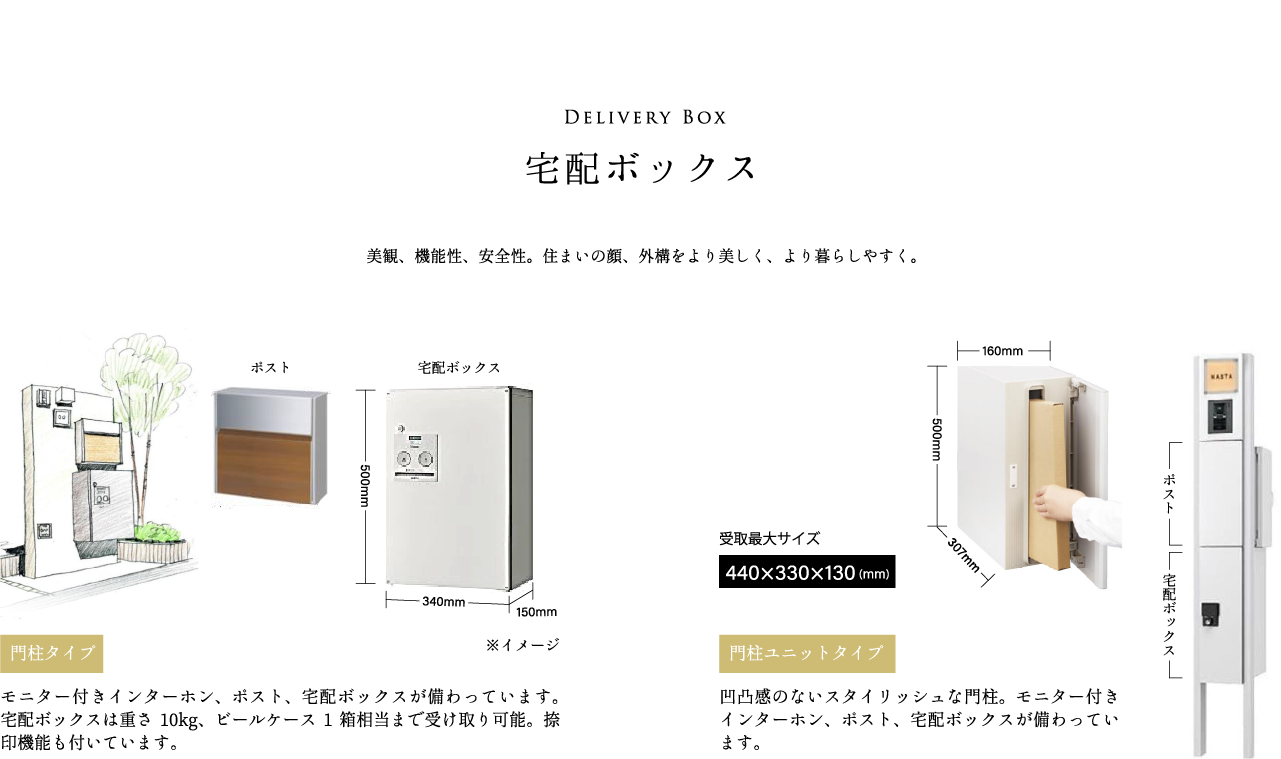 DELIVERY BOX
宅配ボックス
美観、機能性、安全性。住まいの顔、外構をより美しく、より暮らしやすく。
ポスト
宅配ボックス
500mm
340mm
150mm
※イメージ
門柱タイプ
モニター付きインターホン、ポスト、宅配ボックスが備わっています。
宅配ボックスは重さ 10kg、ビールケース 1 箱相当まで受け取り可能。捺
印機能も付いています。
160mm
500mm
307mm
受取最大サイズ
440×330×130(mm)
NASTA
ポスト
宅配ボックス
門柱ユニットタイプ
凹凸感のないスタイリッシュな門柱。モニター付き
インターホン、ポスト、宅配ボックスが備わってい
ます。